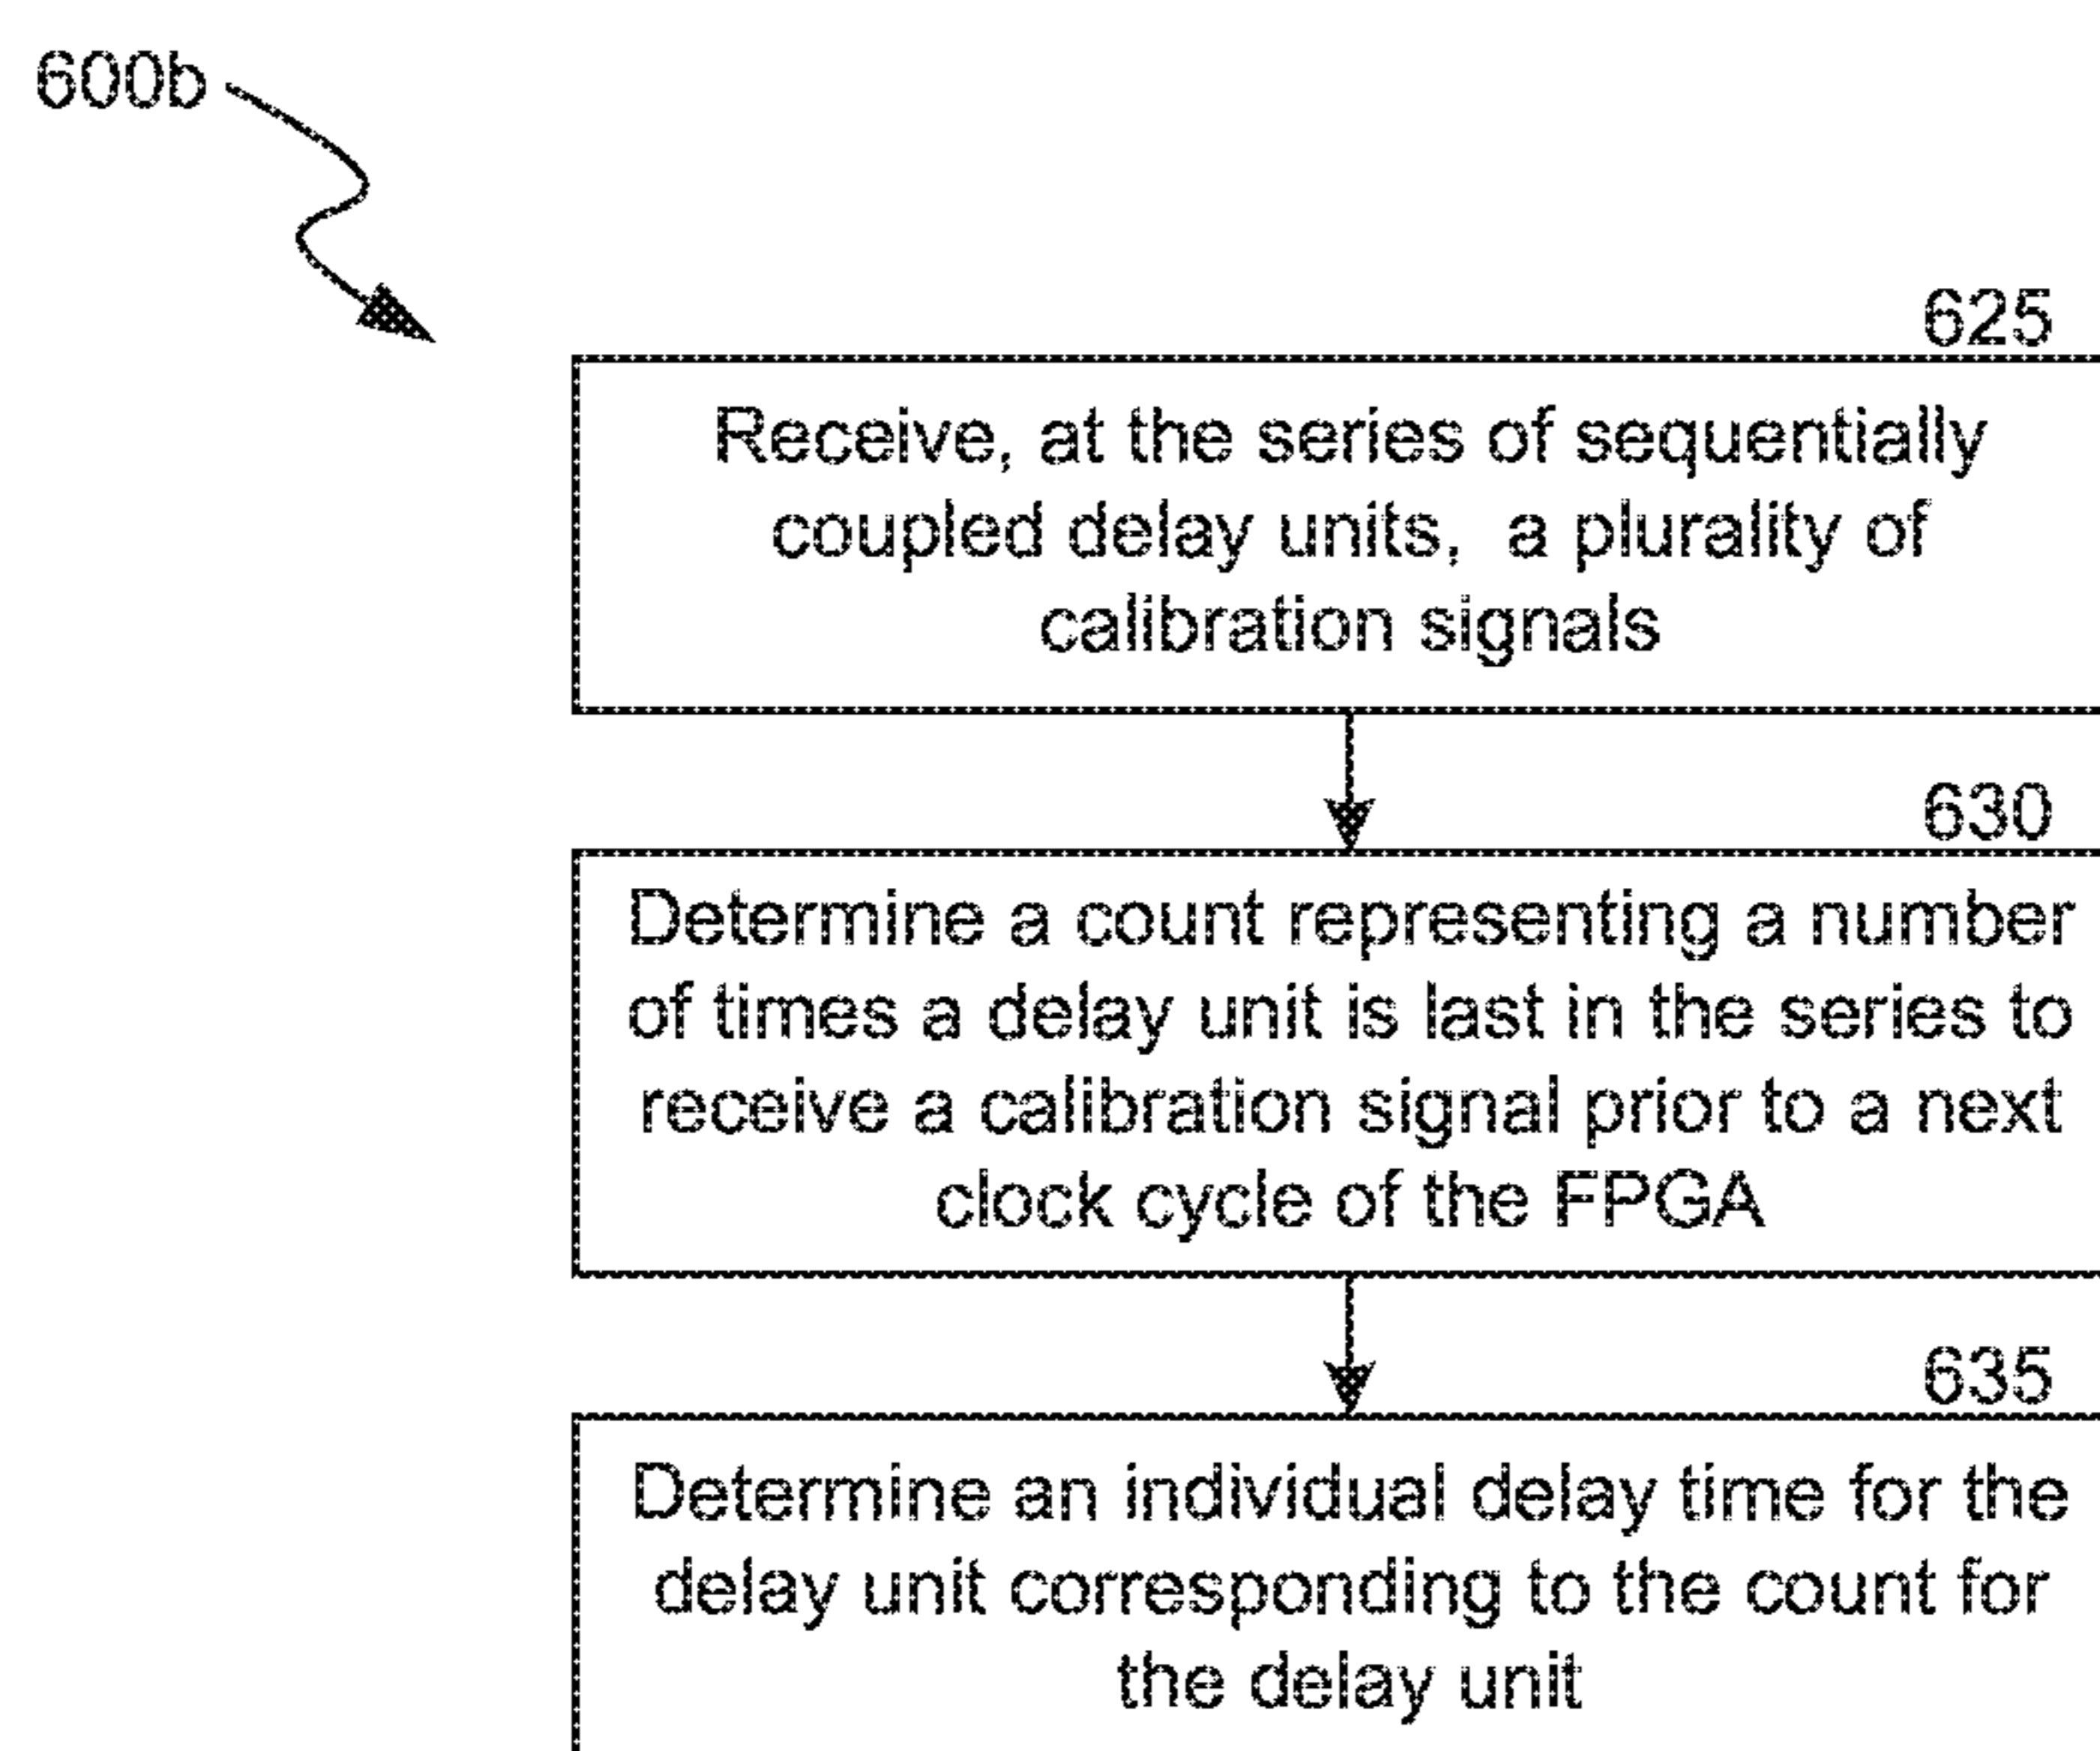 600b
625
Receive, at the series of sequentially
coupled delay units, a plurality of
calibration signals
630
Determine a count representing a number
of times a delay unit is last in the series to
receive a calibration signal prior to a next
clock cycle of the FPGA
635
Determine an individual delay time for the
delay unit corresponding to the count for
the delay unit